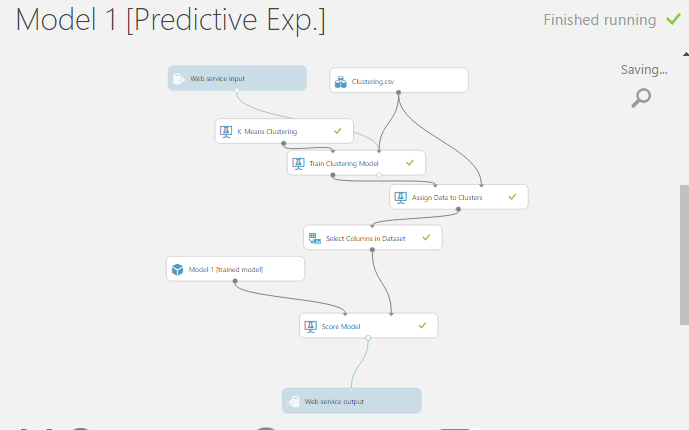 Model 1 [Predictive Exp.]
Finished running
Saving...
Web service input
Clustering.csv
K-Means Clustering
Train Clustering Model
Assign Data to Clusters
Select Columns in Dataset
Model 1 [trained model]
Score Model
Web service output